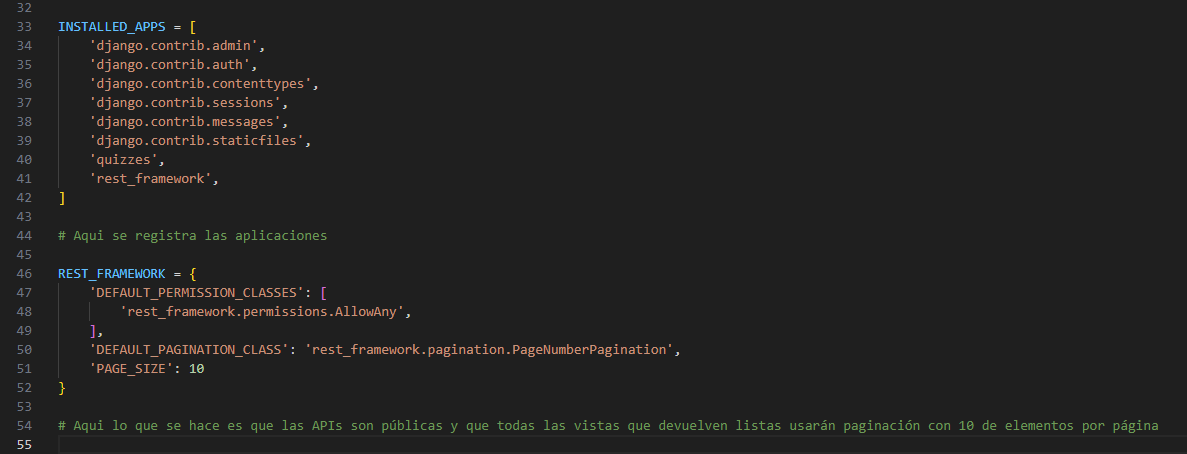 32
33 INSTALLED_APPS = [
34     'django.contrib.admin',
35     'django.contrib.auth',
36     'django.contrib.contenttypes',
37     'django.contrib.sessions',
38     'django.contrib.messages',
39     'django.contrib.staticfiles',
40     'quizzes',
41     'rest_framework',
42 ]
43
44 # Aqui se registra las aplicaciones
45
46 REST_FRAMEWORK = {
47     'DEFAULT_PERMISSION_CLASSES': [
48         'rest_framework.permissions.AllowAny',
49     ],
50     'DEFAULT_PAGINATION_CLASS': 'rest_framework.pagination.PageNumberPagination',
51     'PAGE_SIZE': 10
52 }
53
54 # Aqui lo que se hace es que las APIs son públicas y que todas las vistas que devuelven listas usarán paginación con 10 de elementos por página
55